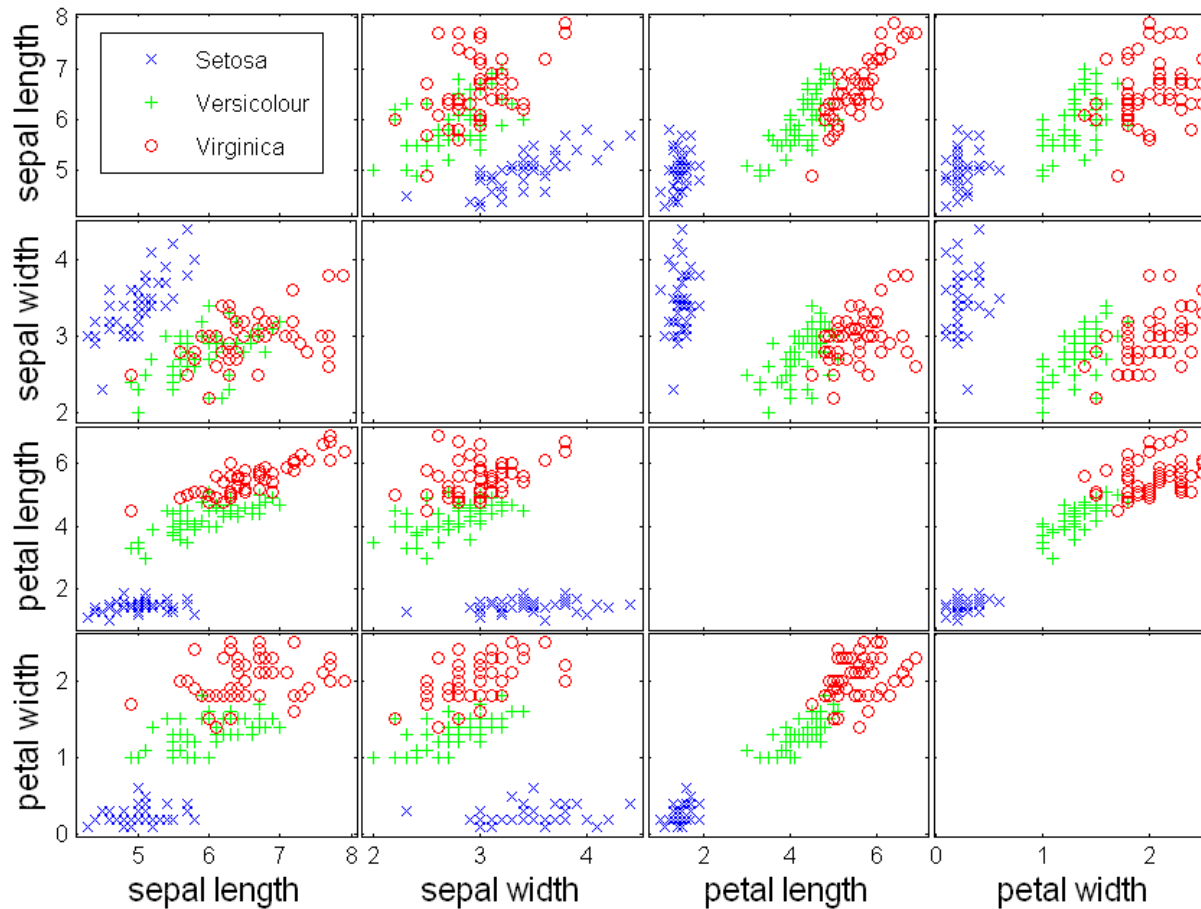 sepal length
8
7
6
5
Setosa
Versicolour
Virginica
sepal width
4
3
2
petal length
6
4
2
petal width
2
1
0
5 6 7 8
2 3 4
2 4 6
0 1 2
sepal length
sepal width
petal length
petal width